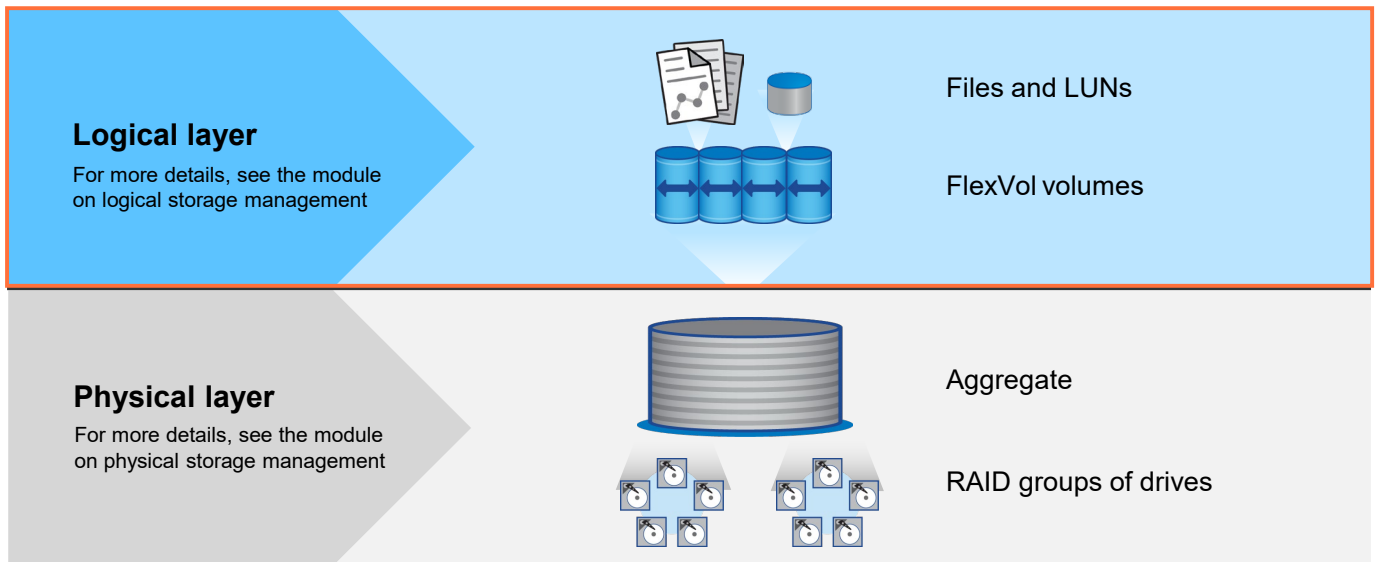 Logical layer
For more details, see the module
on logical storage management
Files and LUNs
FlexVol volumes
Physical layer
For more details, see the module
on physical storage management
Aggregate
RAID groups of drives